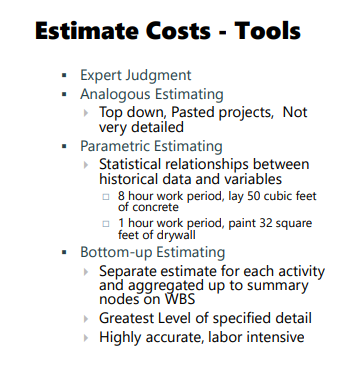 Estimate Costs - Tools
▪ Expert Judgment
▪ Analogous Estimating
Top down, Pasted projects, Not
very detailed
▪ Parametric Estimating
Statistical relationships between
historical data and variables
8 hour work period, lay 50 cubic feet
of concrete
1 hour work period, paint 32 square
feet of drywall
▪ Bottom-up Estimating
Separate estimate for each activity
and aggregated up to summary
nodes on WBS
Greatest Level of specified detail
Highly accurate, labor intensive